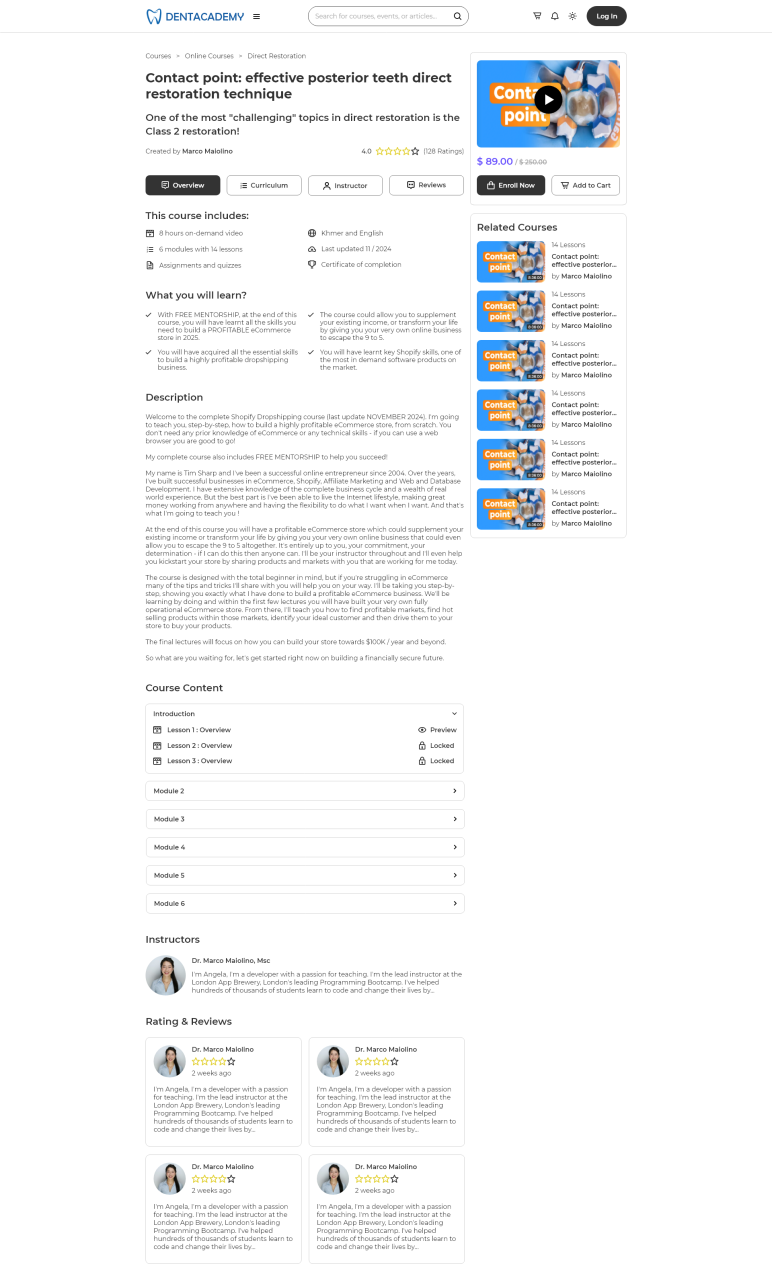 DENTACADEMY
Search for courses, events, or articles...
Log In
Courses > Online Courses > Direct Restoration
Contact point: effective posterior teeth direct
restoration technique
One of the most "challenging" topics in direct restoration is the
Class 2 restoration!
Created by Marco Maiolino
4.0 (128 Ratings)
Overview
Curriculum
Instructor
Reviews
This course includes:
8 hours on-demand video
Khmer and English
6 modules with 14 lessons
Last updated 11 / 2024
Assignments and quizzes
Certificate of completion
What you will learn?
With FREE MENTORSHIP, at the end of this
course, you will have learnt all the skills you
need to build a PROFITABLE eCommerce
store in 2025.
The course could allow you to supplement
your existing income, or transform your life
by giving you your very own online business
to escape the 9 to 5.
You will have acquired all the essential skills
to build a highly profitable dropshipping
business.
You will have learnt key Shopify skills, one of
the most in demand software products on
the market.
Description
Welcome to the complete Shopify Dropshipping course (last update NOVEMBER 2024). I'm going
to teach you, step-by-step, how to build a highly profitable eCommerce store, from scratch. You
don't need any prior knowledge of eCommerce or any technical skills - if you can use a web
browser you are good to go!
My complete course also includes FREE MENTORSHIP to help you succeed!
My name is Tim Sharp and I've been a successful online entrepreneur since 2004. Over the years,
I've built successful businesses in eCommerce, Shopify, Affiliate Marketing and Web and Database
Development. I have extensive knowledge of the complete business cycle and a wealth of real
world experience. But the best part is I've been able to live the Internet lifestyle, making great
money working from anywhere and having the flexibility to do what I want when I want. And that's
what I'm going to teach you !
At the end of this course you will have a profitable eCommerce store which could supplement your
existing income or transform your life by giving you your very own online business that could even
allow you to escape the 9 to 5 altogether. It's entirely up to you, your commitment, your
determination - if I can do this then anyone can. I'll be your instructor throughout and I'll even help
you kickstart your store by sharing products and markets with you that are working for me today.
The course is designed with the total beginner in mind, but if you're struggling in eCommerce
many of the tips and tricks I'll share with you will help you on your way. I'll be taking you step-by-
step, showing you exactly what I have done to build a profitable eCommerce business. We'll be
learning by doing and within the first few lectures you will have built your very own fully
operational eCommerce store. From there, I'll teach you how to find profitable markets, find hot
selling products within those markets, identify your ideal customer and then drive them to your
store to buy your products.
The final lectures will focus on how you can build your store towards $100K / year and beyond.
So what are you waiting for, let's get started right now on building a financially secure future.
Course Content
Introduction
Lesson 1 : Overview
Preview
Lesson 2 : Overview
Locked
Lesson 3 : Overview
Locked
Module 2
Module 3
Module 4
Module 5
Module 6
Instructors
Dr. Marco Maiolino, Msc
I'm Angela, I'm a developer with a passion for teaching. I'm the lead instructor at the
London App Brewery, London's leading Programming Bootcamp. I've helped
hundreds of thousands of students learn to code and change their lives by...
Rating & Reviews
Dr. Marco Maiolino
2 weeks ago
I'm Angela, I'm a developer with a passion
for teaching. I'm the lead instructor at the
London App Brewery, London's leading
Programming Bootcamp. I've helped
hundreds of thousands of students learn to
code and change their lives by...
Dr. Marco Maiolino
2 weeks ago
I'm Angela, I'm a developer with a passion
for teaching. I'm the lead instructor at the
London App Brewery, London's leading
Programming Bootcamp. I've helped
hundreds of thousands of students learn to
code and change their lives by...
Dr. Marco Maiolino
2 weeks ago
I'm Angela, I'm a developer with a passion
for teaching. I'm the lead instructor at the
London App Brewery, London's leading
Programming Bootcamp. I've helped
hundreds of thousands of students learn to
code and change their lives by...
Dr. Marco Maiolino
2 weeks ago
I'm Angela, I'm a developer with a passion
for teaching. I'm the lead instructor at the
London App Brewery, London's leading
Programming Bootcamp. I've helped
hundreds of thousands of students learn to
code and change their lives by...
point
$ 89.00 / $ 250.00
Enroll Now
Add to Cart
Related Courses
Contact
point
14 Lessons
Contact point:
effective posterior...
by Marco Maiolino
Contact
point
14 Lessons
Contact point:
effective posterior...
by Marco Maiolino
Contact
point
14 Lessons
Contact point:
effective posterior...
by Marco Maiolino
Contact
point
14 Lessons
Contact point:
effective posterior...
by Marco Maiolino
Contact
point
14 Lessons
Contact point:
effective posterior...
by Marco Maiolino
Contact
point
14 Lessons
Contact point:
effective posterior...
by Marco Maiolino